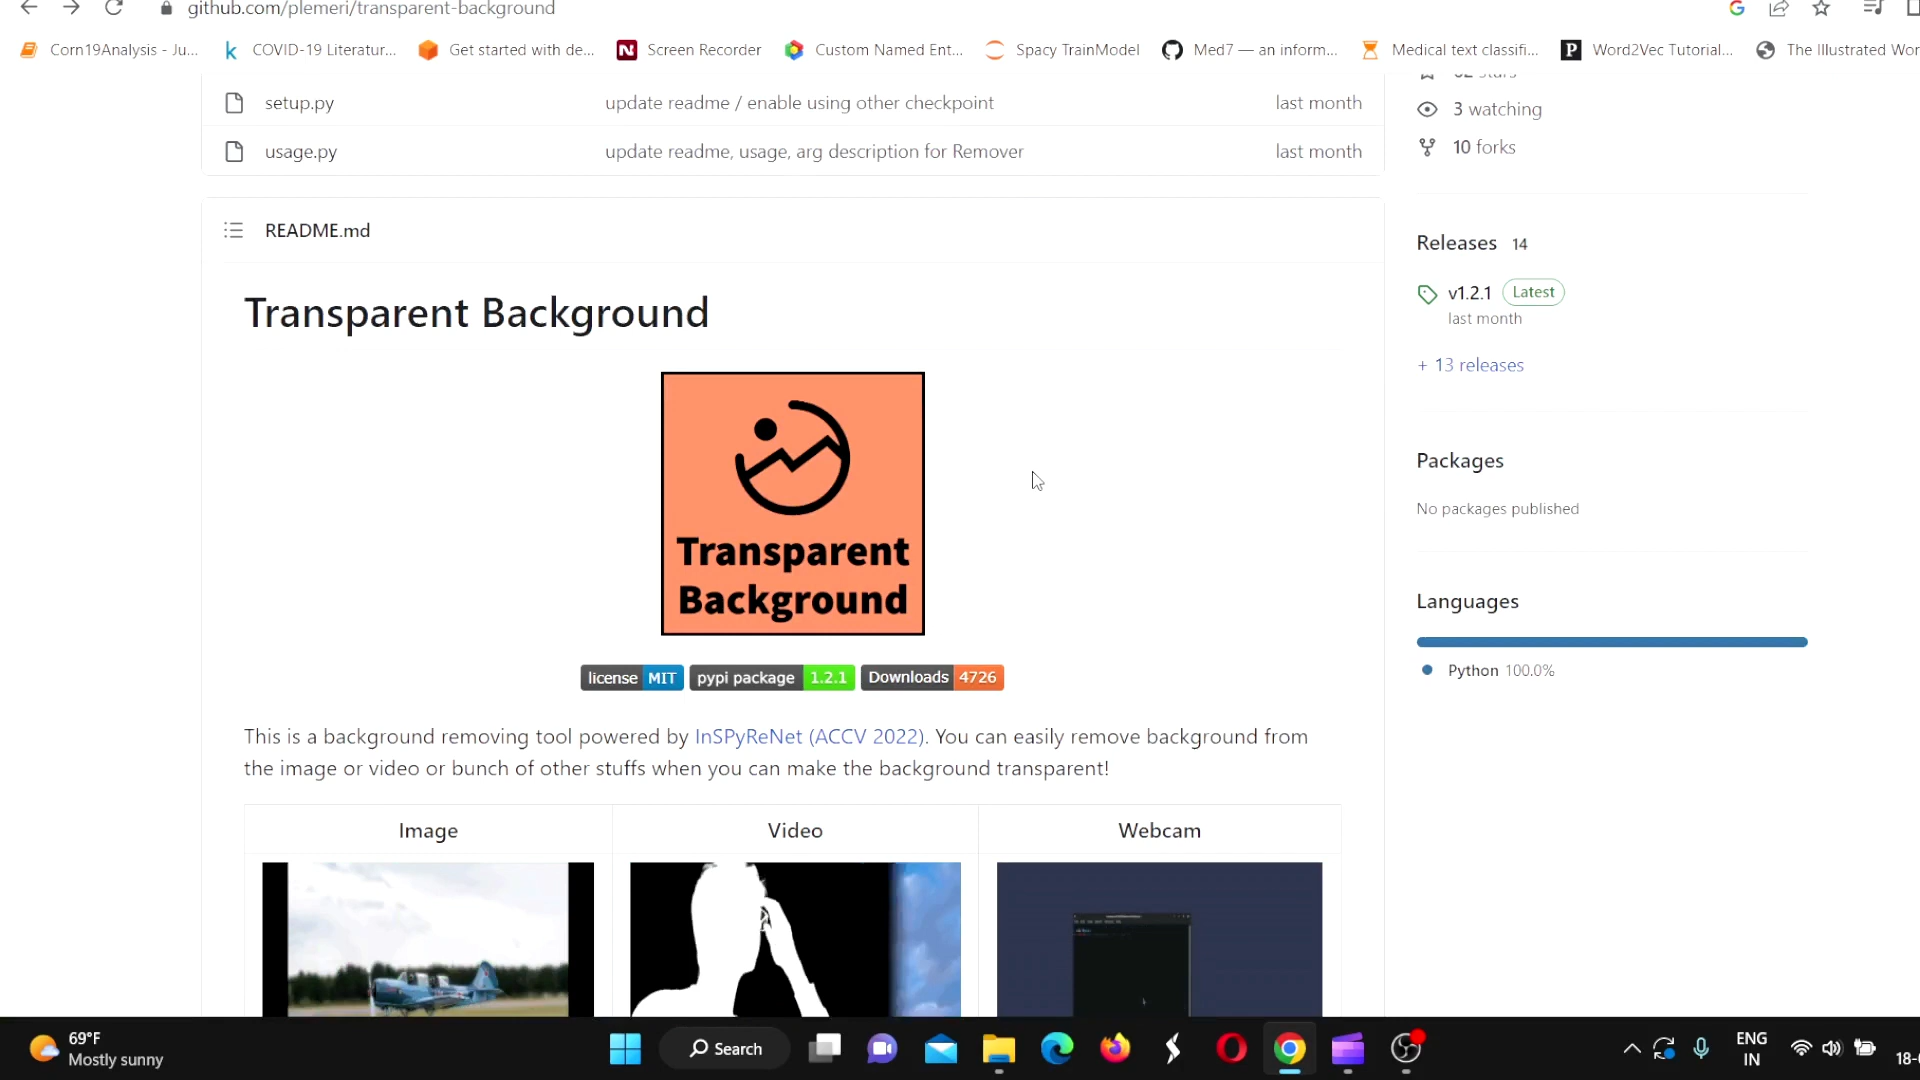 github.com/plemeri/transparent-background
Corn19Analysis - Ju... COVID-19 Literatur... Get started with de... Screen Recorder Custom Named Ent... Spacy TrainModel Med7 — an inform... Medical text classifi... Word2Vec Tutorial... The Illustrated Wor
62 stars
setup.py update readme / enable using other checkpoint last month
3 watching
usage.py update readme, usage, arg description for Remover last month
10 forks
README.md
Releases 14
v1.2.1 Latest
last month
+ 13 releases
Transparent Background
Transparent
Background
Packages
No packages published
Languages
Python 100.0%
license MIT pypi package 1.2.1 Downloads 4726
This is a background removing tool powered by InSPyReNet (ACCV 2022). You can easily remove background from
the image or video or bunch of other stuffs when you can make the background transparent!
Image Video Webcam
69°F
Mostly sunny
Search
ENG
IN
18-